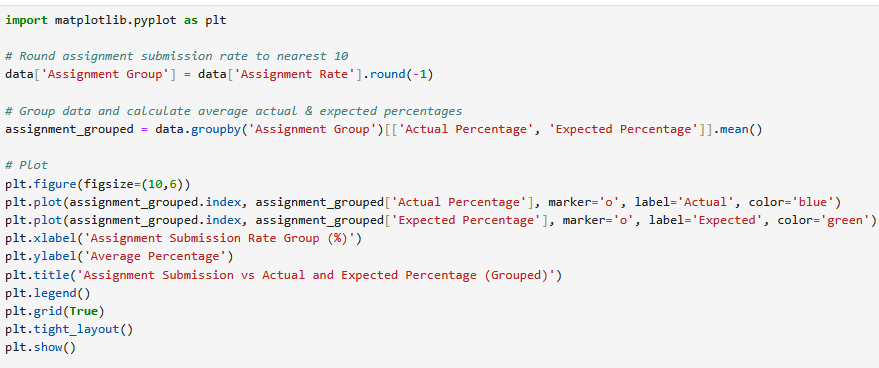 import matplotlib.pyplot as plt
# Round assignment submission rate to nearest 10
data['Assignment Group'] = data['Assignment Rate'].round(-1)
# Group data and calculate average actual & expected percentages
assignment_grouped = data.groupby('Assignment Group')[['Actual Percentage', 'Expected Percentage']].mean()
# Plot
plt.figure(figsize=(10,6))
plt.plot(assignment_grouped.index, assignment_grouped['Actual Percentage'], marker='o', label='Actual', color='blue')
plt.plot(assignment_grouped.index, assignment_grouped['Expected Percentage'], marker='o', label='Expected', color='green')
plt.xlabel('Assignment Submission Rate Group (%)')
plt.ylabel('Average Percentage')
plt.title('Assignment Submission vs Actual and Expected Percentage (Grouped)')
plt.legend()
plt.grid(True)
plt.tight_layout()
plt.show()